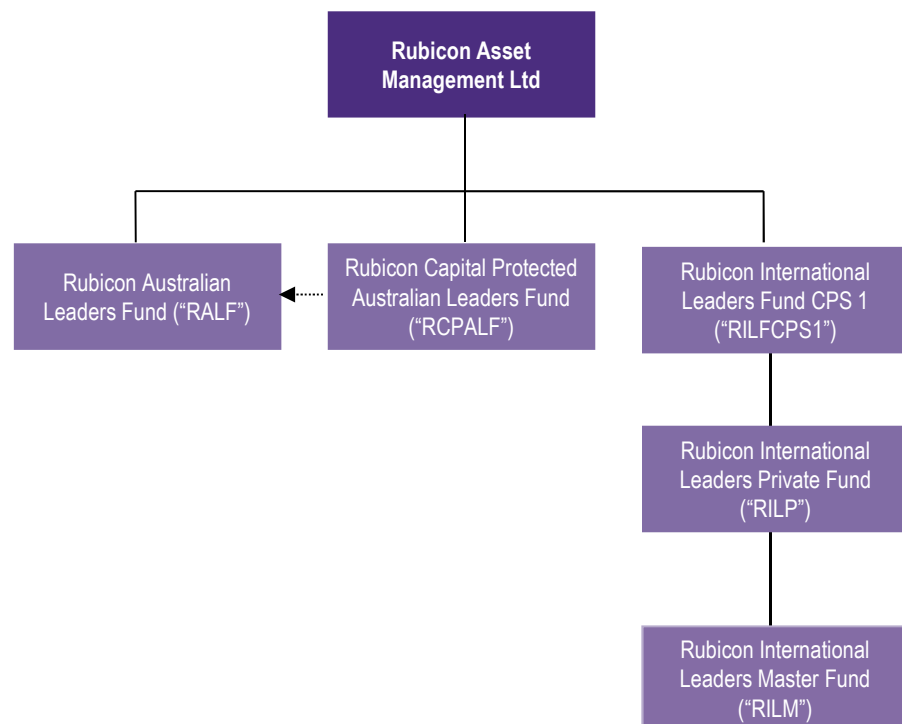 Rubicon Asset
Management Ltd
Rubicon Australian
Leaders Fund (“RALF”)
Rubicon Capital Protected
Australian Leaders Fund
(“RCPALF”)
Rubicon International
Leaders Fund CPS 1
(“RILFCPS1”)
Rubicon International
Leaders Private Fund
(“RILP”)
Rubicon International
Leaders Master Fund
(“RILM”)